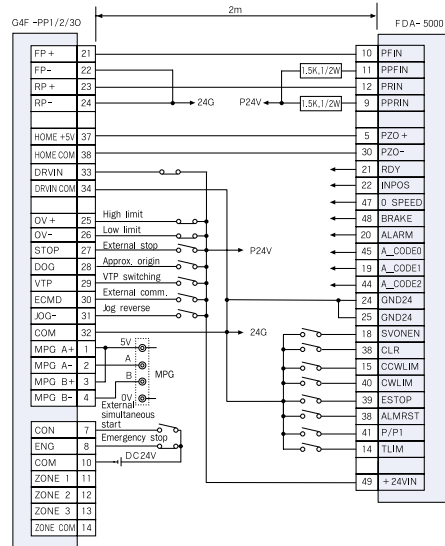 2m
G4F -PP1/2/3O
FDA- 5000
FP + 21
FP- 22
RP + 23
RP- 24
HOME +5V 37
HOME COM 38
DRVIN 33
DRVIN COM 34
OV + 25
OV- 26
STOP 27
DOG 28
VTP 29
ECMD 30
JOG- 31
COM 32
MPG A+ 1
MPG A- 2
MPG B+ 3
MPG B- 4
CON 7
ENG 8
COM 10
ZONE 1 11
ZONE 2 12
ZONE 3 13
ZONE COM 14
24G
P24V
1.5K,1/2W
1.5K,1/2W
High limit
Low limit
External stop
Approx. origin
VTP switching
External comm.
Jog reverse
P24V
24G
5V
A
B
0V
MPG
External
simultaneous
start
Emergency stop
DC24V
10 PFIN
11 PPFIN
12 PRIN
9 PPRIN
5 PZO +
30 PZO-
21 RDY
22 INPOS
47 0 SPEED
48 BRAKE
20 ALARM
45 A_CODE0
19 A_CODE1
44 A_CODE2
24 GND24
25 GND24
18 SVONEN
38 CLR
15 CCWLIM
40 CWLIM
39 ESTOP
38 ALMRST
41 P/P1
14 TLIM
49 +24VIN